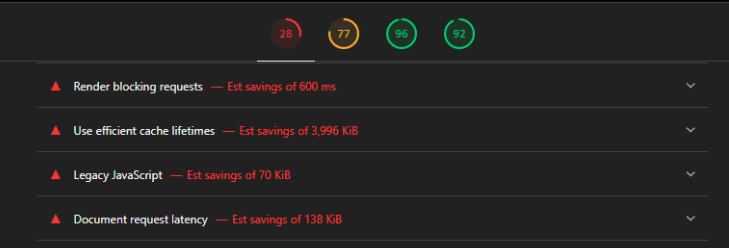 28 77 96 92
Render blocking requests — Est savings of 600 ms
Use efficient cache lifetimes — Est savings of 3,996 KiB
Legacy JavaScript — Est savings of 70 KiB
Document request latency — Est savings of 138 KiB